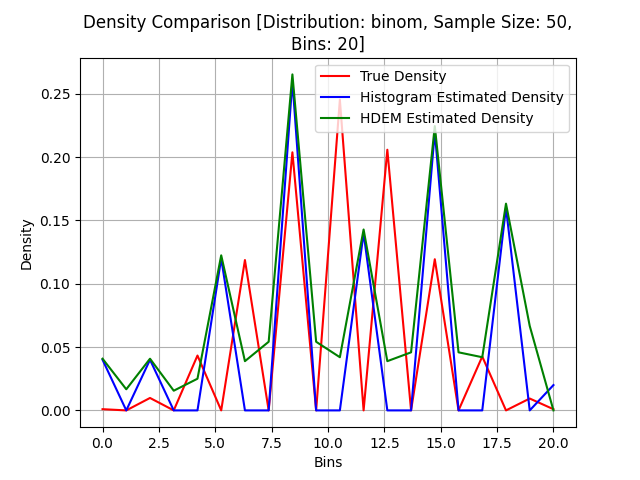 Density Comparison [Distribution: binom, Sample Size: 50,
Bins: 20]
True Density
Histogram Estimated Density
HDEM Estimated Density
Density
0.25
0.20
0.15
0.10
0.05
0.00
0.0 2.5 5.0 7.5 10.0 12.5 15.0 17.5 20.0
Bins